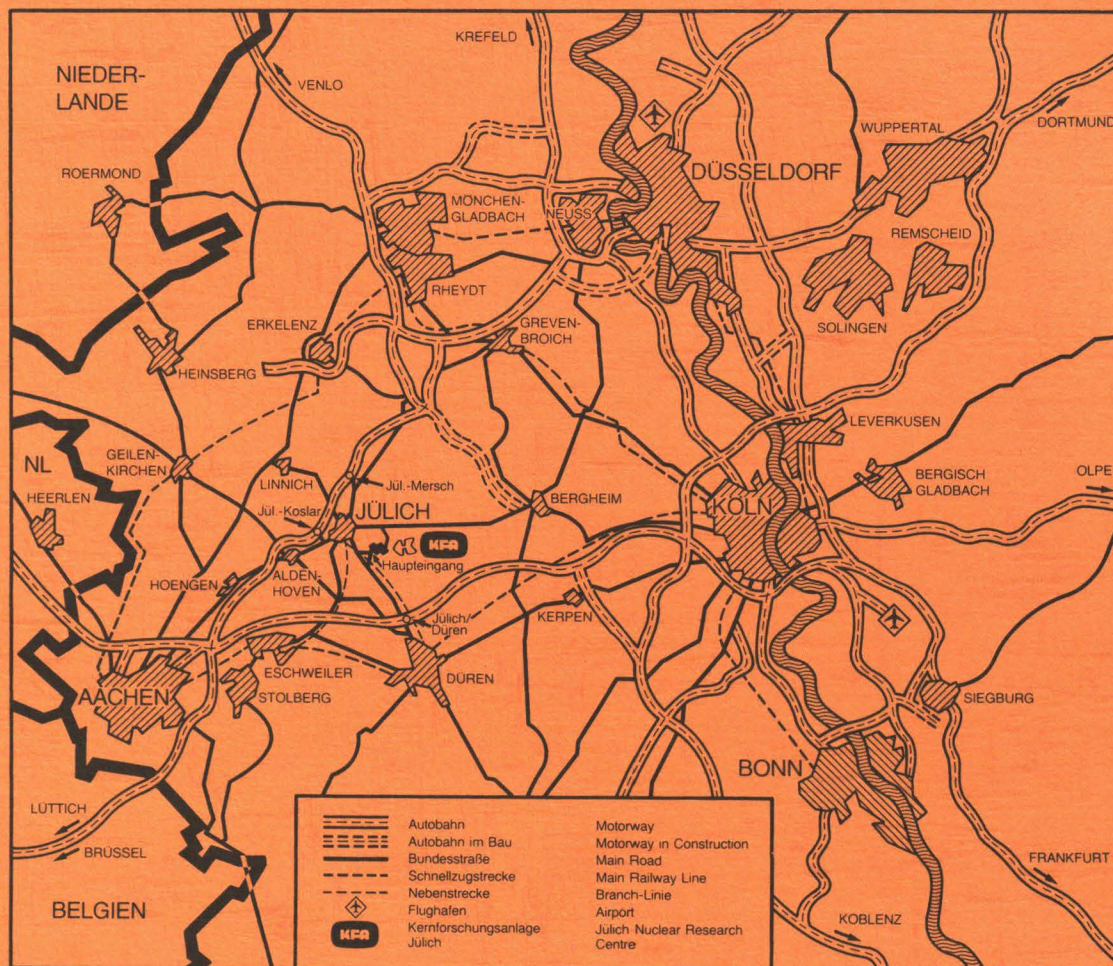 KREFELD
NIEDER-
LANDE
VENLO
DORTMUND
WUPPERTAL
ROERMOND
DÜSSELDORF
MÖNCHEN-
GLADBACH
NEUSS
REMSCHEID
RHEYDT
ERKELENZ
GREVEN-
BROICH
SOLINGEN
HEINSBERG
LEVERKUSEN
GEILEN-
KIRCHEN
NL
HEERLEN
LINNICH
Jül.-Mersch
BERGISCH
GLADBACH
OLPE
BERGHEIM
KÖLN
Jül.-Koslar
JÜLICH
KFA
Haupteingang
HOENGEN
ALDEN-
HOVEN
KERPEN
Jülich/
Düren
ESCHWEILER
DÜREN
AACHEN
STOLBERG
SIEGBURG
BONN
LÜTTICH
BRÜSSEL
FRANKFURT
BELGIEN
KOBLENZ
Autobahn Motorway
Autobahn im Bau Motorway in Construction
Bundesstraße Main Road
Schnellzugstrecke Main Railway Line
Nebenstrecke Branch-Linie
Flughafen Airport
KFA Kernforschungsanlage Jülich Nuclear Research
Jülich Centre